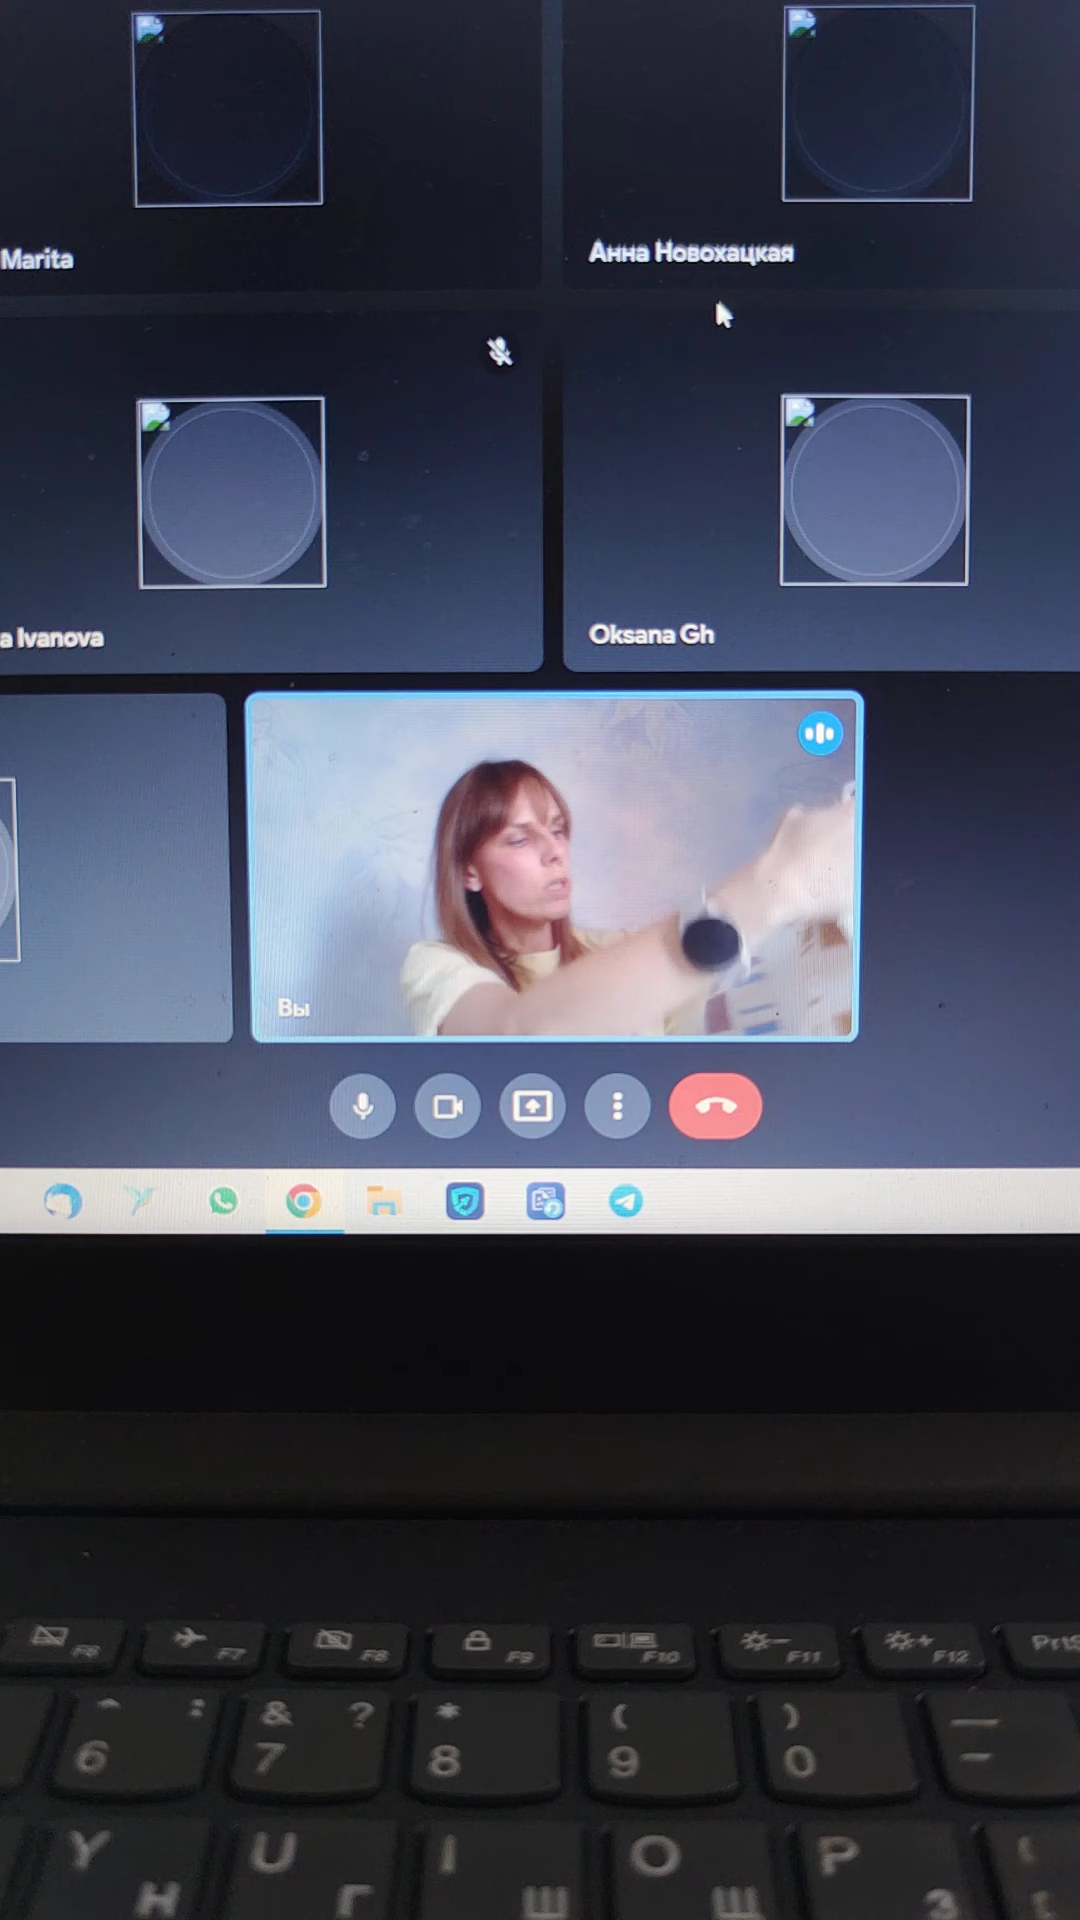 Marita
Анна Новохацкая
a Ivanova
Oksana Gh
Вы
F6 F7 F8 F9 F10 F11 F12
^ : & ? * ( ) —
6 7 8 9 0 -
Y U I O P
Н Г Ш Щ З